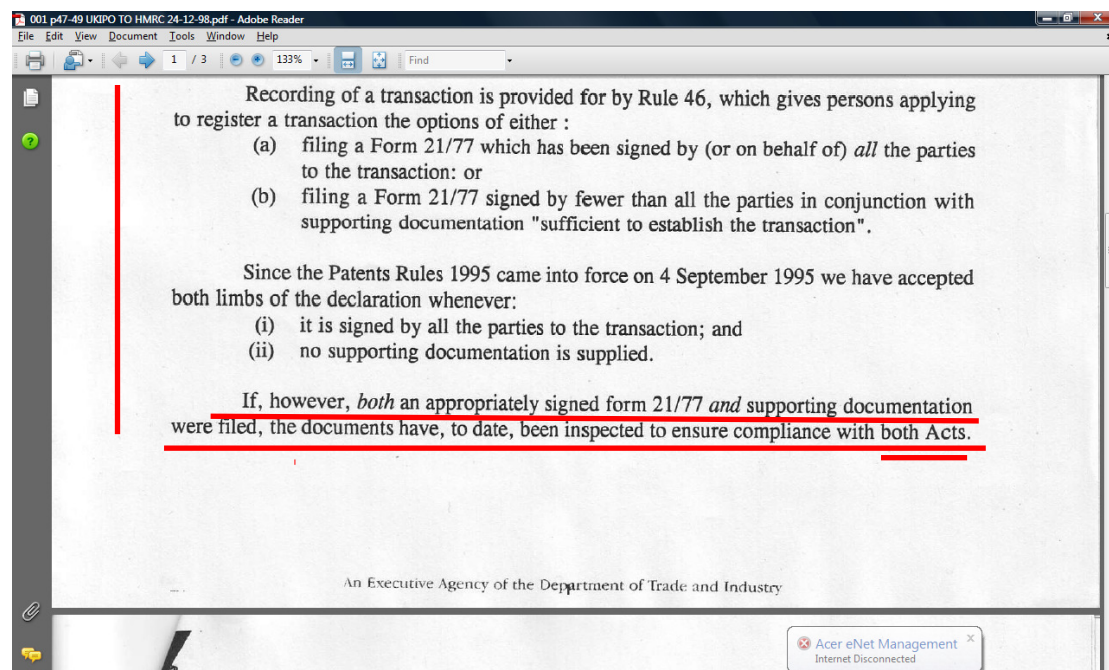 001 p47-49 UKIPO TO HMRC 24-12-98.pdf - Adobe Reader
File Edit View Document Tools Window Help
1 / 3 133% Find
Recording of a transaction is provided for by Rule 46, which gives persons applying
to register a transaction the options of either :
(a) filing a Form 21/77 which has been signed by (or on behalf of) all the parties
to the transaction: or
(b) filing a Form 21/77 signed by fewer than all the parties in conjunction with
supporting documentation "sufficient to establish the transaction".
Since the Patents Rules 1995 came into force on 4 September 1995 we have accepted
both limbs of the declaration whenever:
(i) it is signed by all the parties to the transaction; and
(ii) no supporting documentation is supplied.
If, however, both an appropriately signed form 21/77 and supporting documentation
were filed, the documents have, to date, been inspected to ensure compliance with both Acts.
An Executive Agency of the Department of Trade and Industry
Acer eNet Management
Internet Disconnected